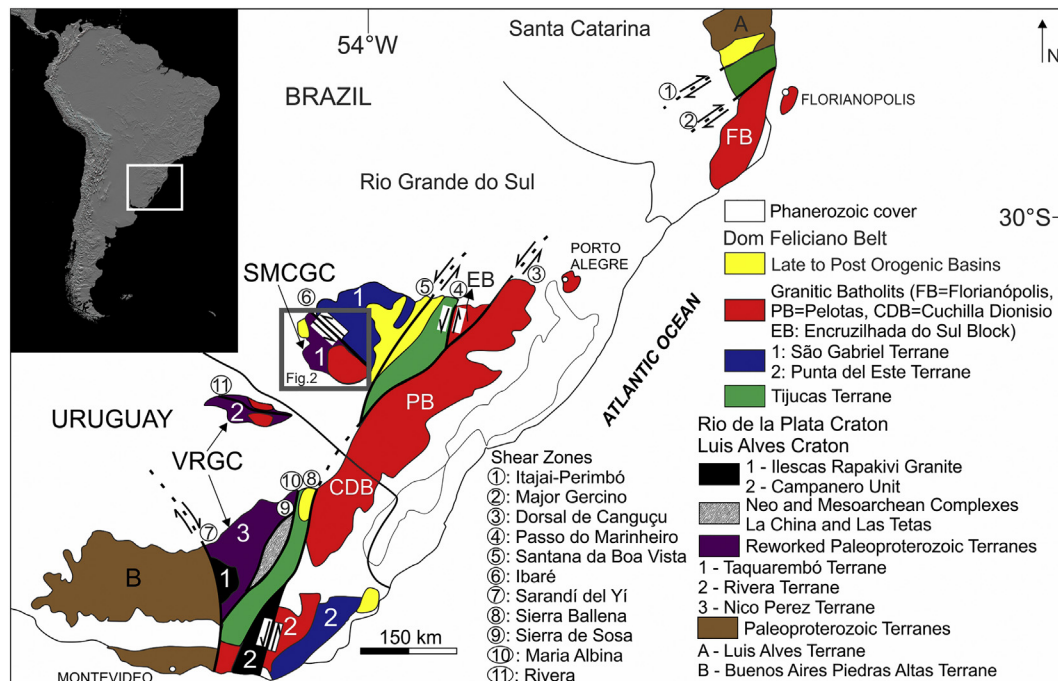 54°W
Santa Catarina
A
N
BRAZIL
1
FLORIANOPOLIS
2
FB
Rio Grande do Sul
30°S
Phanerozoic cover
Dom Feliciano Belt
Late to Post Orogenic Basins
Granitic Batholits (FB=Florianópolis,
PB=Pelotas, CDB=Cuchilla Dionisio
EB: Encruzilhada do Sul Block)
1: São Gabriel Terrane
2: Punta del Este Terrane
Tijucas Terrane
Rio de la Plata Craton
Luis Alves Craton
1 - Ilescas Rapakivi Granite
2 - Campanero Unit
Neo and Mesoarchean Complexes
La China and Las Tetas
Reworked Paleoproterozoic Terranes
1 - Taquarembó Terrane
2 - Rivera Terrane
3 - Nico Perez Terrane
Paleoproterozoic Terranes
A - Luis Alves Terrane
B - Buenos Aires Piedras Altas Terrane
PORTO
ALEGRE
SMCGC
6
1
5
4
EB
3
1
Fig.2
PB
ATLANTIC OCEAN
11
2
URUGUAY
VRGC
10
8
9
CDB
7
3
B
1
2
2
2
150 km
MONTEVIDEO
Shear Zones
1: Itajai-Perimbó
2: Major Gercino
3: Dorsal de Canguçu
4: Passo do Marinheiro
5: Santana da Boa Vista
6: Ibaré
7: Sarandí del Yí
8: Sierra Ballena
9: Sierra de Sosa
10: Maria Albina
11: Rivera